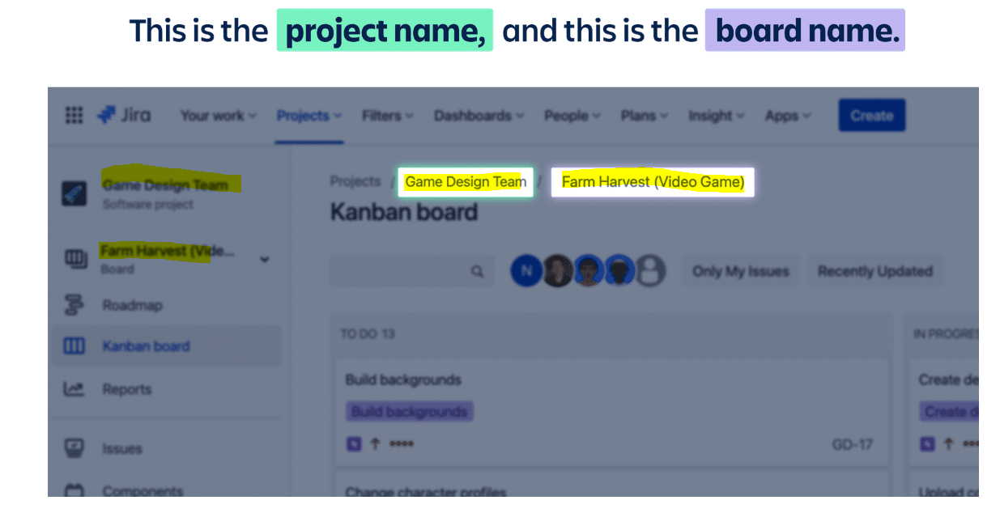 This is the project name, and this is the board name.
Jira Your work Projects Filters Dashboards People Plans Insight Apps Create
Game Design Team
Software project
Farm Harvest (Vide...
Board
Roadmap
Kanban board
Reports
Issues
Components
Projects / Game Design Team / Farm Harvest (Video Game)
Kanban board
N Only My Issues Recently Updated
TO DO 13
Build backgrounds
Build backgrounds
GD-17
Change character profiles
IN PROGRES
Create de
Create d
Upload co